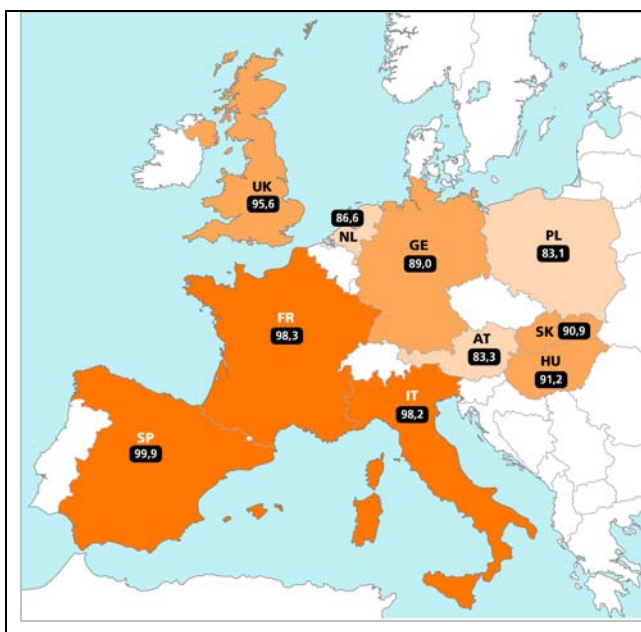 UK
95,6
86,6
NL
GE
89,0
PL
83,1
FR
98,3
SK 90,9
AT
83,3
HU
91,2
IT
98,2
SP
99,9